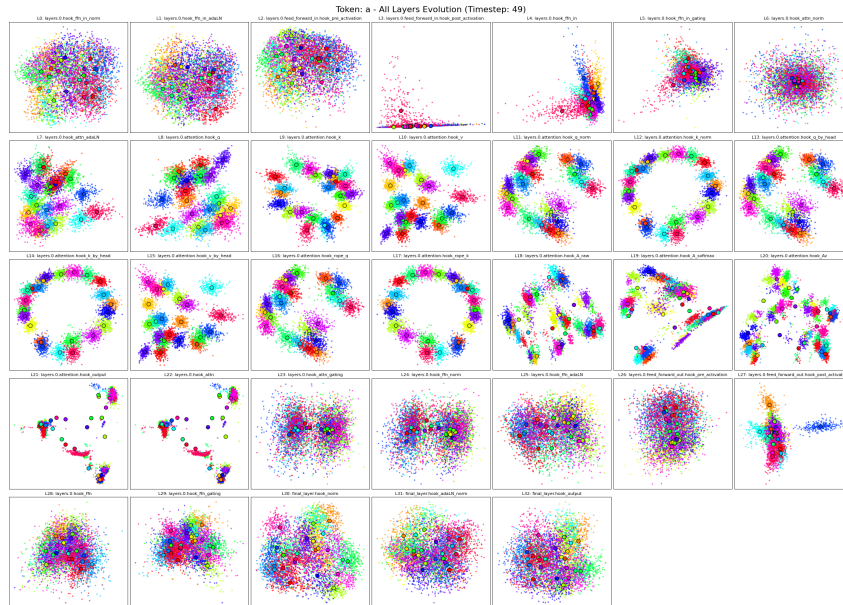 Token: a - All Layers Evolution (Timestep: 49)
L0: layers.0.hook_ffn_in_norm
L1: layers.0.hook_ffn_in_adaLN
L2: layers.0.feed_forward_in.hook_pre_activation
L3: layers.0.feed_forward_in.hook_post_activation
L4: layers.0.hook_ffn_in
L5: layers.0.hook_ffn_in_gating
L6: layers.0.hook_attn_norm
L7: layers.0.hook_attn_adaLN
L8: layers.0.attention.hook_q
L9: layers.0.attention.hook_k
L10: layers.0.attention.hook_v
L11: layers.0.attention.hook_q_norm
L12: layers.0.attention.hook_k_norm
L13: layers.0.attention.hook_q_by_head
L14: layers.0.attention.hook_k_by_head
L15: layers.0.attention.hook_v_by_head
L16: layers.0.attention.hook_rope_q
L17: layers.0.attention.hook_rope_k
L18: layers.0.attention.hook_A_raw
L19: layers.0.attention.hook_A_softmax
L20: layers.0.attention.hook_Av
L21: layers.0.attention.hook_output
L22: layers.0.hook_attn
L23: layers.0.hook_attn_gating
L24: layers.0.hook_ffn_norm
L25: layers.0.hook_ffn_adaLN
L26: layers.0.feed_forward_out.hook_pre_activation
L27: layers.0.feed_forward_out.hook_post_activat
L28: layers.0.hook_ffn
L29: layers.0.hook_ffn_gating
L30: final_layer.hook_norm
L31: final_layer.hook_adaLN_norm
L32: final_layer.hook_output